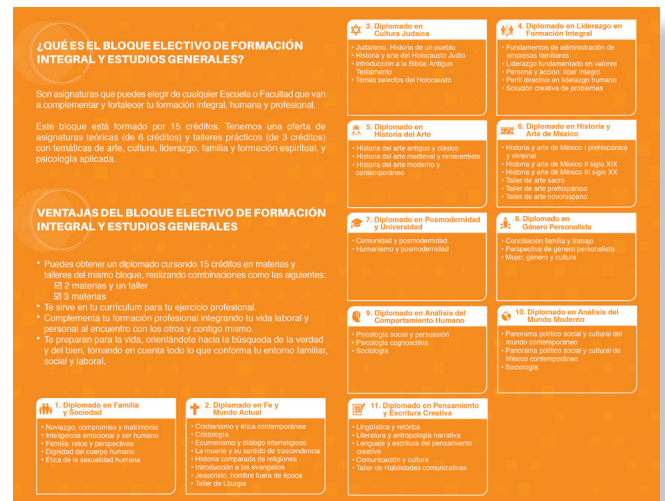 ¿QUÉ ES EL BLOQUE ELECTIVO DE FORMACIÓN
INTEGRAL Y ESTUDIOS GENERALES?
Son asignaturas que puedes elegir de cualquier Escuela o Facultad que van
a complementar y fortalecer tu formación integral, humana y profesional.
Este bloque está formado por 15 créditos. Tenemos una oferta de
asignaturas teóricas (de 6 créditos) y talleres prácticos (de 3 créditos)
con temáticas de arte, cultura, liderazgo, familia y formación espiritual, y
psicología aplicada.
VENTAJAS DEL BLOQUE ELECTIVO DE FORMACIÓN
INTEGRAL Y ESTUDIOS GENERALES
• Puedes obtener un diplomado cursando 15 créditos en materias y
talleres del mismo bloque, realizando combinaciones como las siguientes:
☑ 2 materias y un taller
☑ 3 materias
• Te sirve en tu currículum para tu ejercicio profesional.
• Complementa tu formación profesional integrando tu vida laboral y
personal al encuentro con los otros y contigo mismo.
• Te preparan para la vida, orientándote hacia la búsqueda de la verdad
y del bien, tomando en cuenta todo lo que conforma tu entorno familiar,
social y laboral.
1. Diplomado en Familia
y Sociedad
• Noviazgo, compromiso y matrimonio
• Inteligencia emocional y ser humano
• Familia: retos y perspectivas
• Dignidad del cuerpo humano
• Ética de la sexualidad humana
2. Diplomado en Fe y
Mundo Actual
• Cristianismo y ética contemporánea
• Cristología
• Ecumenismo y diálogo interreligioso
• La muerte y su sentido de trascendencia
• Historia comparada de religiones
• Introducción a los evangelios
• Jesucristo, hombre fuera de época
• Taller de Liturgia
3. Diplomado en
Cultura Judaica
• Judaísmo: Historia de un pueblo
• Historia y arte del Holocausto Judío
• Introducción a la Biblia: Antiguo
Testamento
• Temas selectos del Holocausto
4. Diplomado en Liderazgo en
Formación Integral
• Fundamentos de administración de
empresas familiares
• Liderazgo fundamentado en valores
• Persona y acción: líder íntegro
• Perfil directivo en liderazgo humano
• Solución creativa de problemas
5. Diplomado en
Historia del Arte
• Historia del arte antiguo y clásico
• Historia del arte medieval y renacentista
• Historia del arte moderno y
contemporáneo
6. Diplomado en Historia y
Arte de México
• Historia y arte de México I prehispánica
y virreinal
• Historia y arte de México II siglo XIX
• Historia y arte de México III siglo XX
• Taller de arte sacro
• Taller de arte prehispánico
• Taller de arte novohispano
7. Diplomado en Posmodernidad
y Universidad
• Comunidad y posmodernidad
• Humanismo y posmodernidad
8. Diplomado en
Género Personalista
• Conciliación familia y trabajo
• Perspectiva de género personalista
• Mujer, género y cultura
9. Diplomado en Análisis del
Comportamiento Humano
• Psicología social y persuasión
• Psicología cognoscitiva
• Sociología
10. Diplomado en Análisis del
Mundo Moderno
• Panorama político social y cultural del
mundo contemporáneo
• Panorama político social y cultural de
México contemporáneo
• Sociología
11. Diplomado en Pensamiento
y Escritura Creativa
• Lingüística y retórica
• Literatura y antropología narrativa
• Lenguaje y escritura del pensamiento
creativo
• Comunicación y cultura
• Taller de Habilidades comunicativas